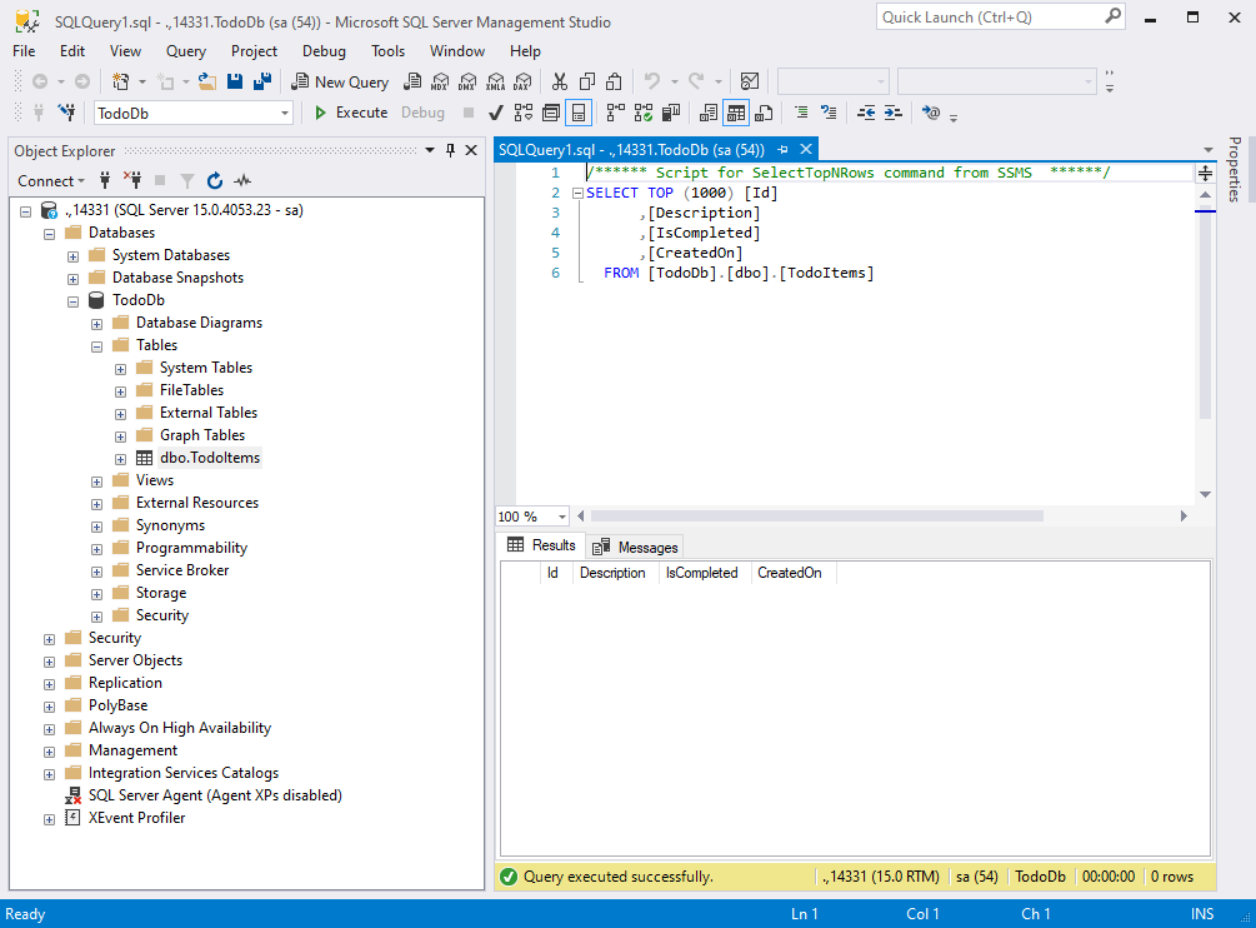 SQLQuery1.sql - .,14331.TodoDb (sa (54)) - Microsoft SQL Server Management Studio
Quick Launch (Ctrl+Q)
File Edit View Query Project Debug Tools Window Help
New Query MDX DMX XMLA DAX
TodoDb Execute Debug
Object Explorer
Connect
.,14331 (SQL Server 15.0.4053.23 - sa)
Databases
System Databases
Database Snapshots
TodoDb
Database Diagrams
Tables
System Tables
FileTables
External Tables
Graph Tables
dbo.TodoItems
Views
External Resources
Synonyms
Programmability
Service Broker
Storage
Security
Security
Server Objects
Replication
PolyBase
Always On High Availability
Management
Integration Services Catalogs
SQL Server Agent (Agent XPs disabled)
XEvent Profiler
SQLQuery1.sql - .,14331.TodoDb (sa (54))
1 /****** Script for SelectTopNRows command from SSMS ******/
2 SELECT TOP (1000) [Id]
3 ,[Description]
4 ,[IsCompleted]
5 ,[CreatedOn]
6 FROM [TodoDb].[dbo].[TodoItems]
100 %
Results Messages
Id Description IsCompleted CreatedOn
Query executed successfully. .,14331 (15.0 RTM) sa (54) TodoDb 00:00:00 0 rows
Properties
Ready Ln 1 Col 1 Ch 1 INS